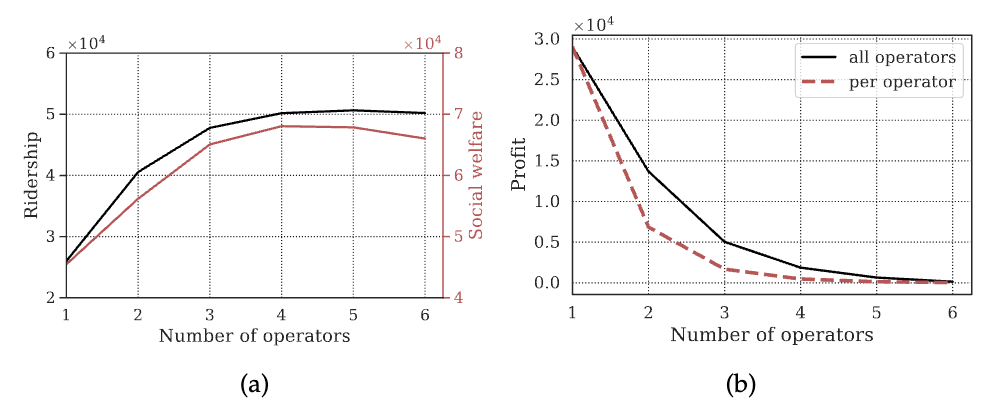 ×10⁴
×10⁴
6
5
4
3
2
Ridership
8
7
6
5
4
Social welfare
1 2 3 4 5 6
Number of operators
(a)
×10⁴
3.0
2.5
2.0
1.5
1.0
0.5
0.0
Profit
all operators
per operator
1 2 3 4 5 6
Number of operators
(b)